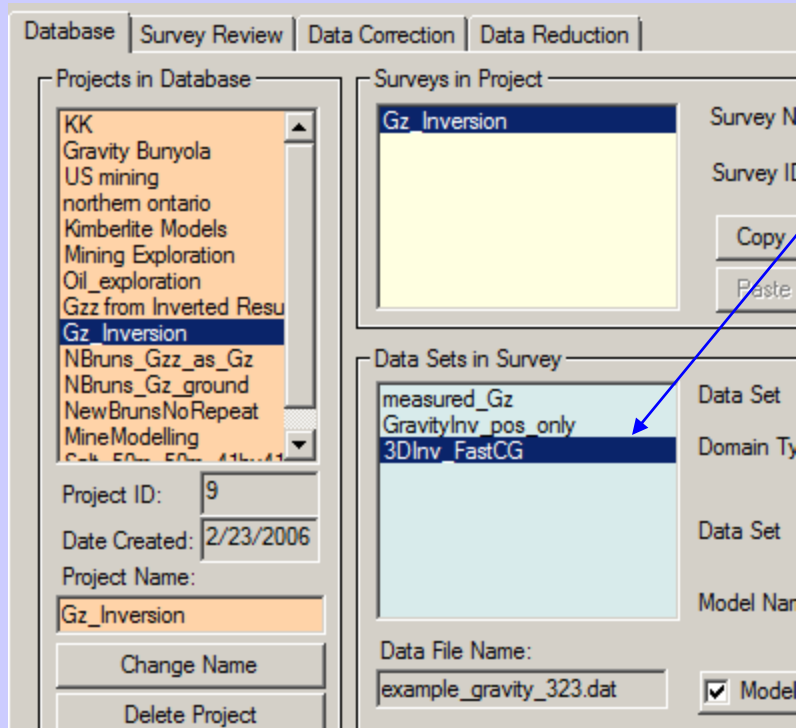 Database Survey Review Data Correction Data Reduction
Projects in Database
KK
Gravity Bunyola
US mining
northern ontario
Kimberlite Models
Mining Exploration
Oil_exploration
Gzz from Inverted Resu
Gz_Inversion
NBruns_Gzz_as_Gz
NBruns_Gz_ground
NewBrunsNoRepeat
MineModelling
Project ID: 9
Date Created: 2/23/2006
Project Name:
Gz_Inversion
Change Name
Delete Project
Surveys in Project
Gz_Inversion
Survey N
Survey ID
Copy
Paste
Data Sets in Survey
measured_Gz
GravityInv_pos_only
3DInv_FastCG
Data Set
Domain Ty
Data Set
Model Nam
Data File Name:
example_gravity_323.dat
Model